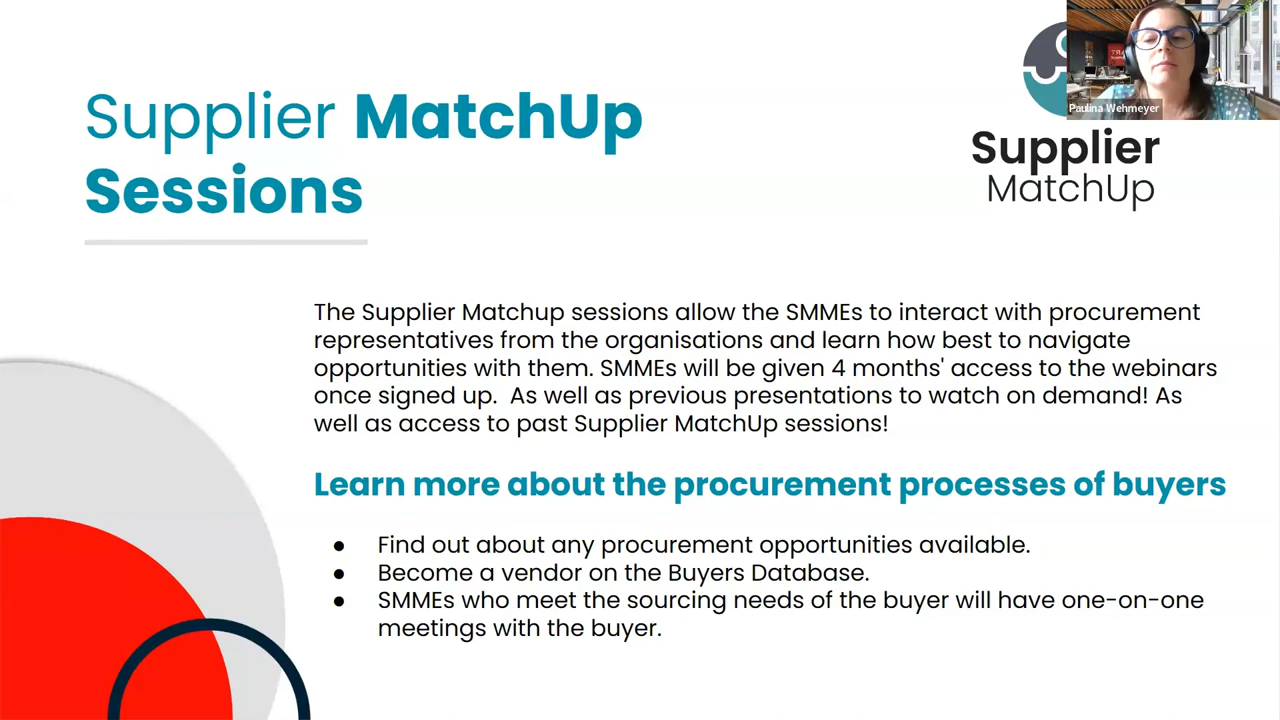 Supplier MatchUp
Sessions
Paulina Wehmeyer
Supplier
MatchUp
The Supplier Matchup sessions allow the SMMEs to interact with procurement
representatives from the organisations and learn how best to navigate
opportunities with them. SMMEs will be given 4 months' access to the webinars
once signed up.  As well as previous presentations to watch on demand! As
well as access to past Supplier MatchUp sessions!
Learn more about the procurement processes of buyers
● Find out about any procurement opportunities available.
● Become a vendor on the Buyers Database.
● SMMEs who meet the sourcing needs of the buyer will have one-on-one
meetings with the buyer.